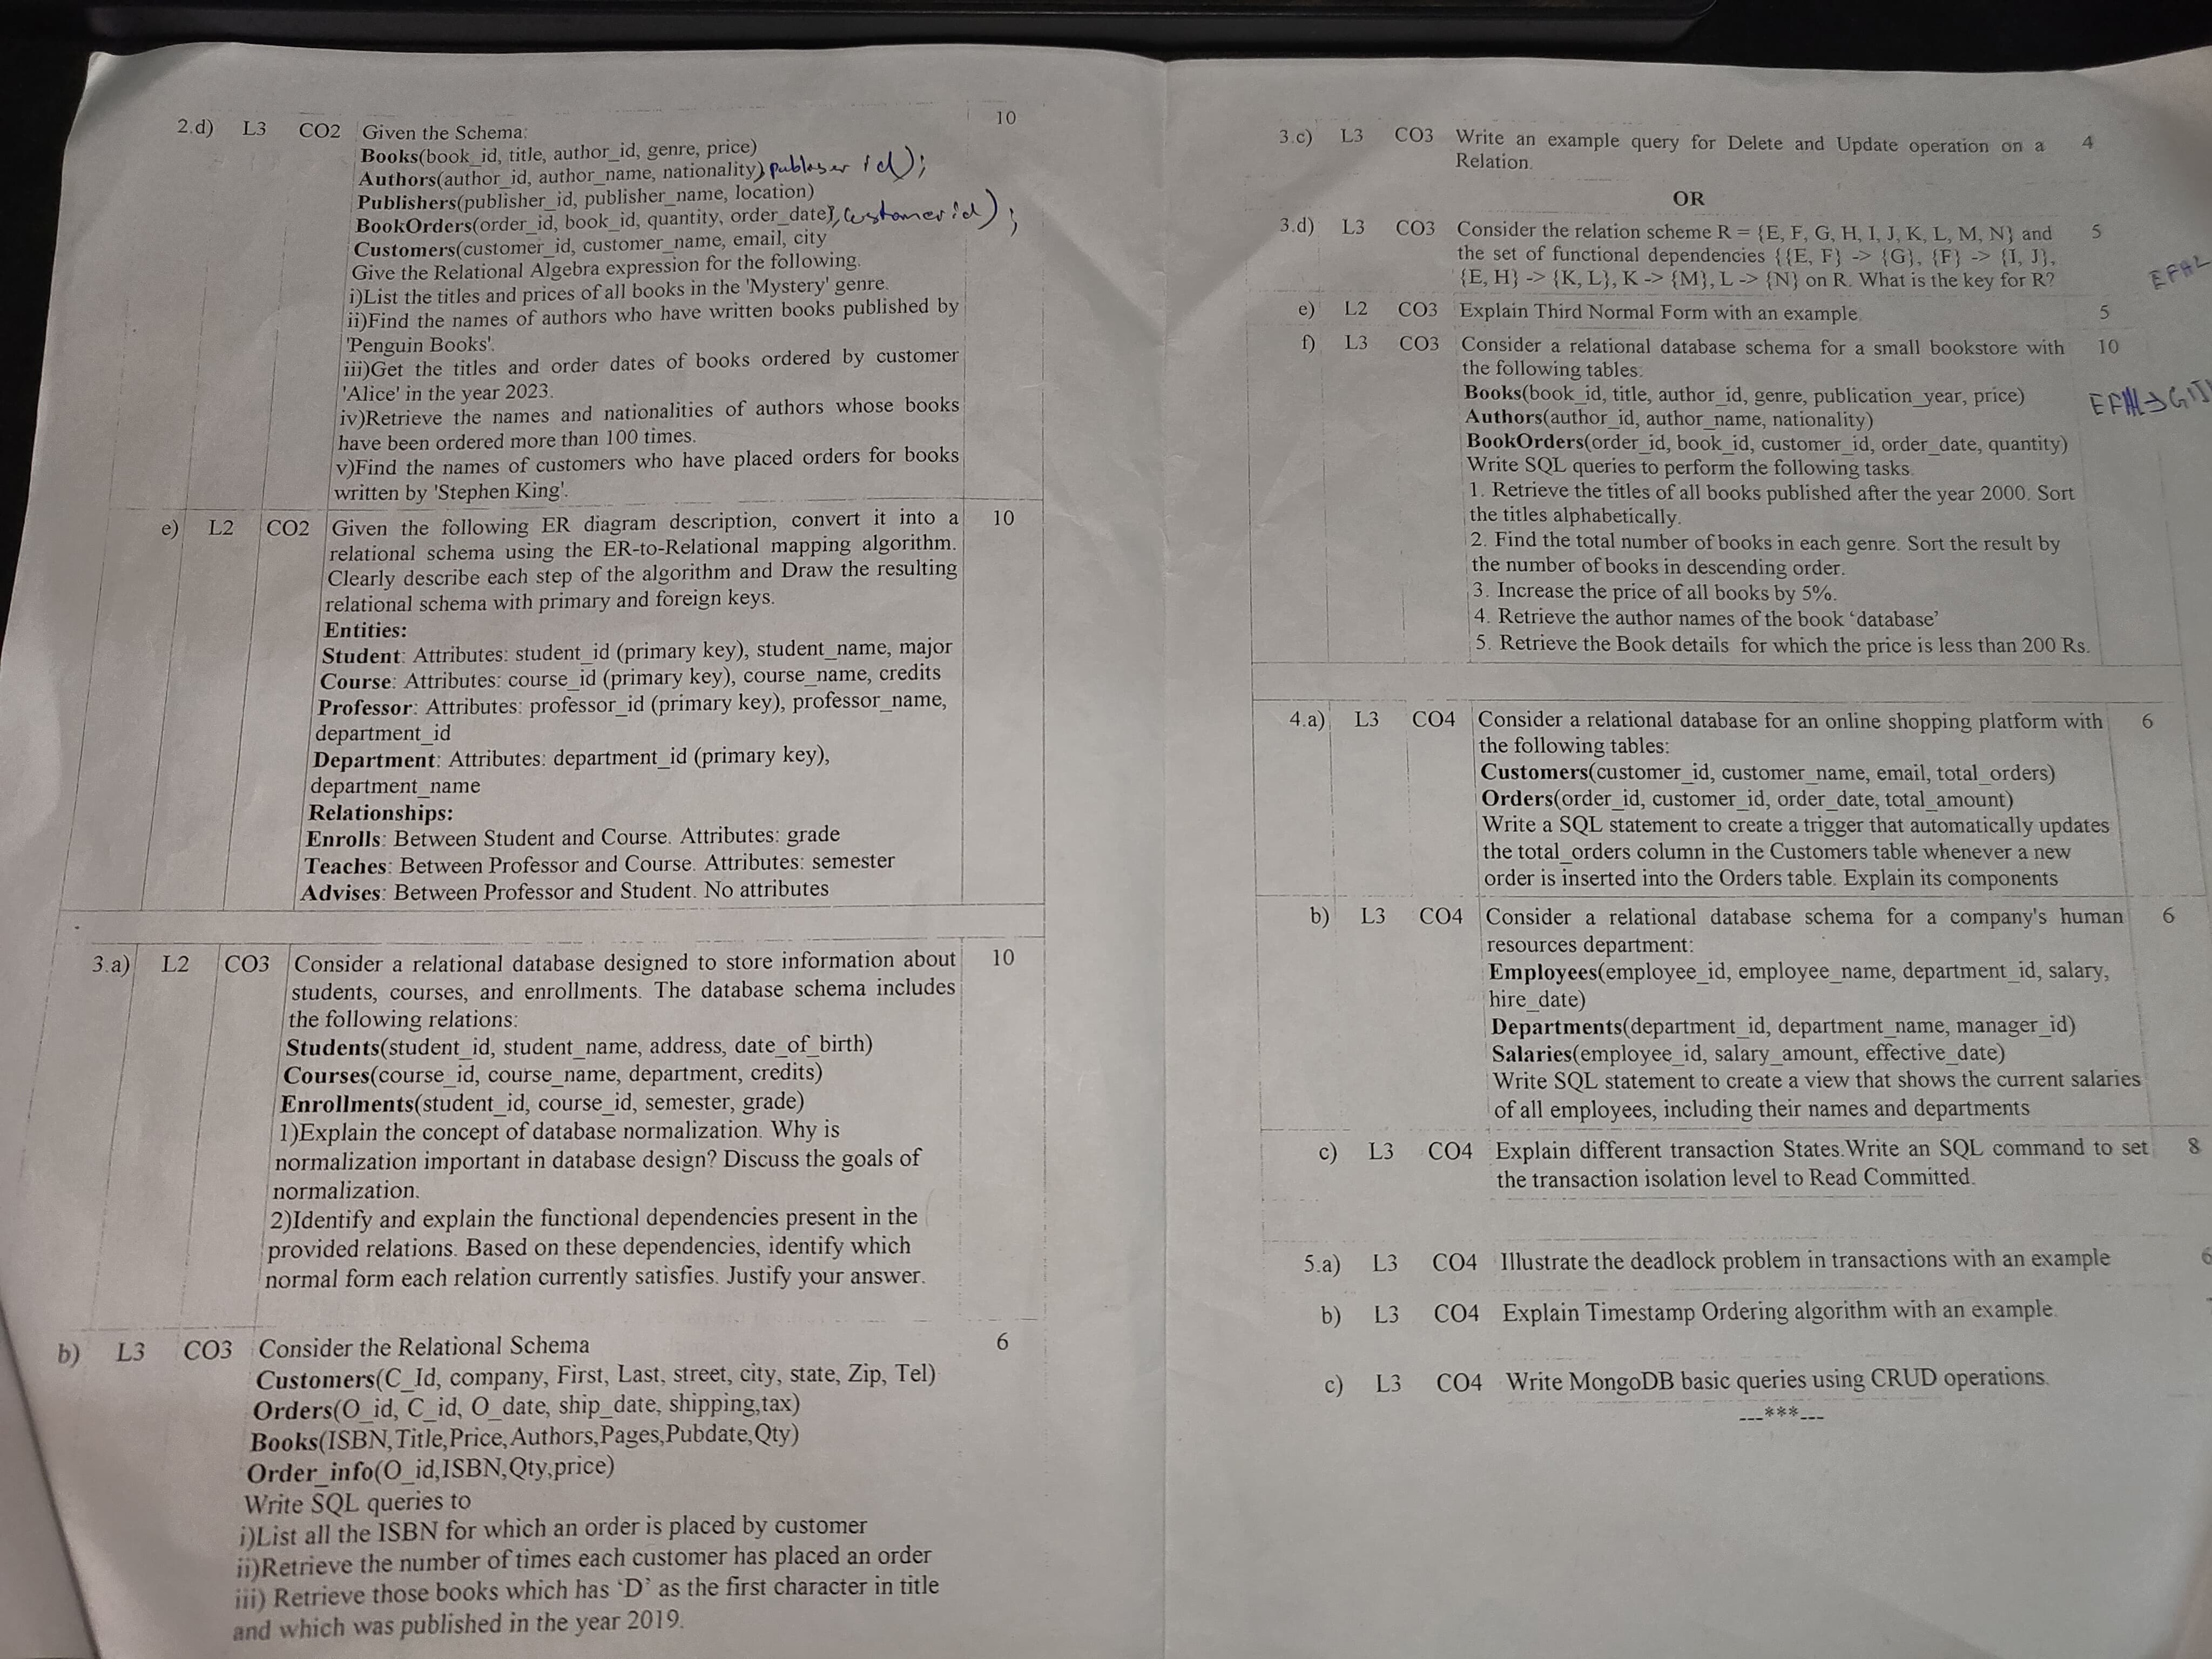 2.d) L3 CO2 Given the Schema: 10
Books(book_id, title, author_id, genre, price)
Authors(author_id, author_name, nationality), publaser id);
Publishers(publisher_id, publisher_name, location)
BookOrders(order_id, book_id, quantity, order_date), Customerid);
Customers(customer_id, customer_name, email, city
Give the Relational Algebra expression for the following.
i)List the titles and prices of all books in the 'Mystery' genre.
ii)Find the names of authors who have written books published by
'Penguin Books'.
iii)Get the titles and order dates of books ordered by customer
'Alice' in the year 2023.
iv)Retrieve the names and nationalities of authors whose books
have been ordered more than 100 times.
v)Find the names of customers who have placed orders for books
written by 'Stephen King'.
e) L2 CO2 Given the following ER diagram description, convert it into a 10
relational schema using the ER-to-Relational mapping algorithm.
Clearly describe each step of the algorithm and Draw the resulting
relational schema with primary and foreign keys.
Entities:
Student: Attributes: student_id (primary key), student_name, major
Course: Attributes: course_id (primary key), course_name, credits
Professor: Attributes: professor_id (primary key), professor_name,
department_id
Department: Attributes: department_id (primary key),
department_name
Relationships:
Enrolls: Between Student and Course. Attributes: grade
Teaches: Between Professor and Course. Attributes: semester
Advises: Between Professor and Student. No attributes
3.a) L2 CO3 Consider a relational database designed to store information about 10
students, courses, and enrollments. The database schema includes
the following relations:
Students(student_id, student_name, address, date_of_birth)
Courses(course_id, course_name, department, credits)
Enrollments(student_id, course_id, semester, grade)
1)Explain the concept of database normalization. Why is
normalization important in database design? Discuss the goals of
normalization.
2)Identify and explain the functional dependencies present in the
provided relations. Based on these dependencies, identify which
normal form each relation currently satisfies. Justify your answer.
b) L3 CO3 Consider the Relational Schema 6
Customers(C_Id, company, First, Last, street, city, state, Zip, Tel)
Orders(O_id, C_id, O_date, ship_date, shipping,tax)
Books(ISBN,Title,Price,Authors,Pages,Pubdate,Qty)
Order_info(O_id,ISBN,Qty,price)
Write SQL queries to
i)List all the ISBN for which an order is placed by customer
ii)Retrieve the number of times each customer has placed an order
iii) Retrieve those books which has ‘D’ as the first character in title
and which was published in the year 2019.
3.c) L3 CO3 Write an example query for Delete and Update operation on a 4
Relation.
OR
3.d) L3 CO3 Consider the relation scheme R = {E, F, G, H, I, J, K, L, M, N} and 5
the set of functional dependencies {{E, F} -> {G}, {F} -> {I, J},
{E, H} -> {K, L}, K -> {M}, L -> {N} on R. What is the key for R?
e) L2 CO3 Explain Third Normal Form with an example. 5
f) L3 CO3 Consider a relational database schema for a small bookstore with 10
the following tables:
Books(book_id, title, author_id, genre, publication_year, price)
Authors(author_id, author_name, nationality)
BookOrders(order_id, book_id, customer_id, order_date, quantity)
Write SQL queries to perform the following tasks.
1. Retrieve the titles of all books published after the year 2000. Sort
the titles alphabetically.
2. Find the total number of books in each genre. Sort the result by
the number of books in descending order.
3. Increase the price of all books by 5%.
4. Retrieve the author names of the book ‘database’
5. Retrieve the Book details for which the price is less than 200 Rs.
4.a) L3 CO4 Consider a relational database for an online shopping platform with 6
the following tables:
Customers(customer_id, customer_name, email, total_orders)
Orders(order_id, customer_id, order_date, total_amount)
Write a SQL statement to create a trigger that automatically updates
the total_orders column in the Customers table whenever a new
order is inserted into the Orders table. Explain its components
b) L3 CO4 Consider a relational database schema for a company's human 6
resources department:
Employees(employee_id, employee_name, department_id, salary,
hire_date)
Departments(department_id, department_name, manager_id)
Salaries(employee_id, salary_amount, effective_date)
Write SQL statement to create a view that shows the current salaries
of all employees, including their names and departments
c) L3 CO4 Explain different transaction States.Write an SQL command to set 8
the transaction isolation level to Read Committed.
5.a) L3 CO4 Illustrate the deadlock problem in transactions with an example 6
b) L3 CO4 Explain Timestamp Ordering algorithm with an example.
c) L3 CO4 Write MongoDB basic queries using CRUD operations.
---***---